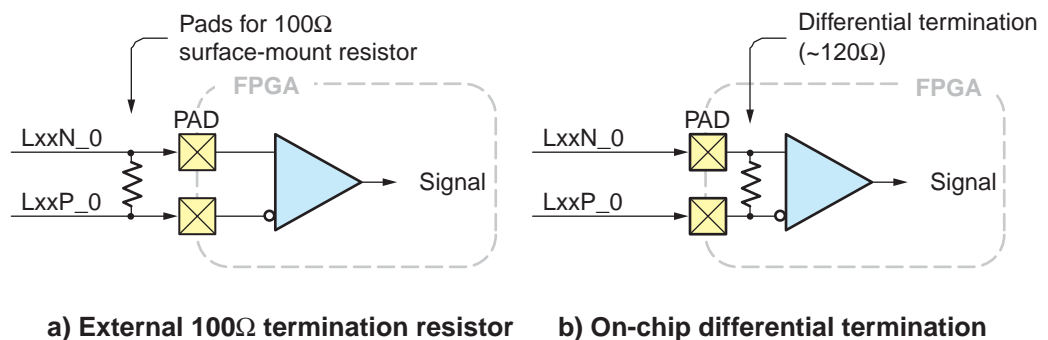 Pads for 100Ω
surface-mount resistor
FPGA
PAD
LxxN_0
LxxP_0
Signal
a) External 100Ω termination resistor
Differential termination
(~120Ω)
FPGA
PAD
LxxN_0
LxxP_0
Signal
b) On-chip differential termination